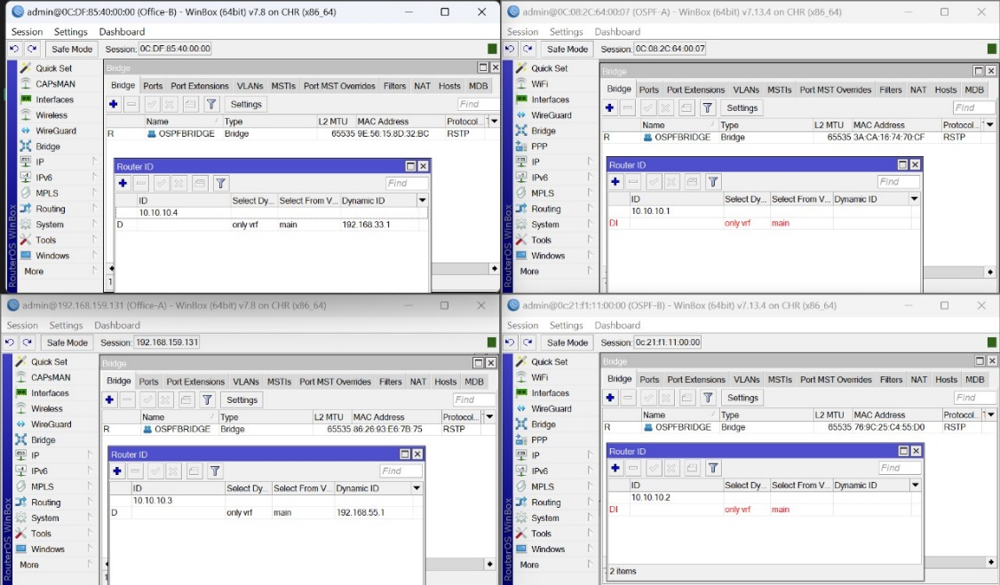 admin@0C:DF:85:40:00:00 (Office-B) - WinBox (64bit) v7.8 on CHR (x86_64)
Session Settings Dashboard
Safe Mode Session: 0C:DF:85:40:00:00
Quick Set
CAPsMAN
Interfaces
Wireless
WireGuard
Bridge
IP
IPv6
MPLS
Routing
System
Tools
Windows
More
RouterOS WinBox
Bridge
Bridge Ports Port Extensions VLANs MSTIs Port MST Overrides Filters NAT Hosts MDB
Settings Find
Name Type L2 MTU MAC Address Protocol...
R OSPFBRIDGE Bridge 65535 9E:56:15:8D:32:BC RSTP
Router ID
Find
ID Select Dy... Select From V... Dynamic ID
10.10.10.4
D only vrf main 192.168.33.1
1
admin@0C:08:2C:64:00:07 (OSPF-A) - WinBox (64bit) v7.13.4 on CHR (x86_64)
Session Settings Dashboard
Safe Mode Session: 0C:08:2C:64:00:07
Quick Set
WiFi
Interfaces
WireGuard
Bridge
PPP
IP
IPv6
MPLS
Routing
System
Tools
Windows
More
RouterOS WinBox
Bridge
Bridge Ports Port Extensions VLANs MSTIs Port MST Overrides Filters NAT Hosts MDB
Settings Find
Name Type L2 MTU MAC Address Protocol...
R OSPFBRIDGE Bridge 65535 3A:CA:16:74:70:CF RSTP
Router ID
Find
ID Select Dy... Select From V... Dynamic ID
10.10.10.1
DI only vrf main
admin@192.168.159.131 (Office-A) - WinBox (64bit) v7.8 on CHR (x86_64)
Session Settings Dashboard
Safe Mode Session: 192.168.159.131
Quick Set
CAPsMAN
Interfaces
Wireless
WireGuard
Bridge
IP
IPv6
MPLS
Routing
System
Tools
Windows
More
RouterOS WinBox
Bridge
Bridge Ports Port Extensions VLANs MSTIs Port MST Overrides Filters NAT Hosts MDB
Settings Find
Name Type L2 MTU MAC Address Protocol...
R OSPFBRIDGE Bridge 65535 86:26:93:E6:7B:75 RSTP
Router ID
Find
ID Select Dy... Select From V... Dynamic ID
10.10.10.3
D only vrf main 192.168.55.1
admin@0c:21:f1:11:00:00 (OSPF-B) - WinBox (64bit) v7.13.4 on CHR (x86_64)
Session Settings Dashboard
Safe Mode Session: 0c:21:f1:11:00:00
Quick Set
WiFi
Interfaces
WireGuard
Bridge
PPP
IP
IPv6
MPLS
Routing
System
Tools
Windows
More
RouterOS WinBox
Bridge
Bridge Ports Port Extensions VLANs MSTIs Port MST Overrides Filters NAT Hosts MDB
Settings Find
Name Type L2 MTU MAC Address Protocol...
R OSPFBRIDGE Bridge 65535 76:9C:25:C4:55:D0 RSTP
Router ID
Find
ID Select Dy... Select From V... Dynamic ID
10.10.10.2
DI only vrf main
2 items